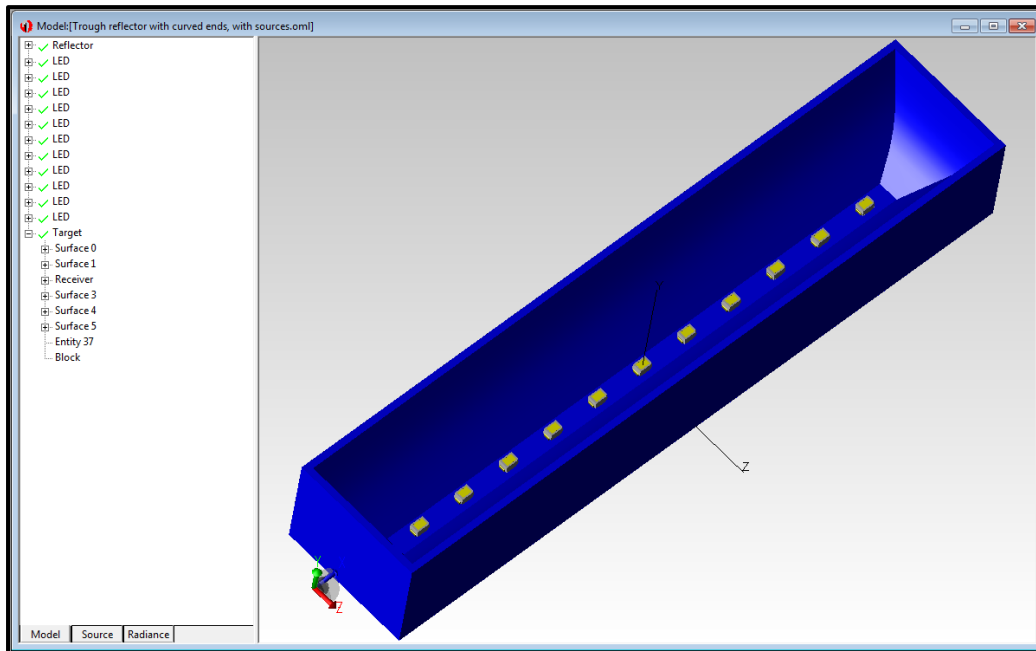 Model:[Trough reflector with curved ends, with sources.oml]
Reflector
LED
LED
LED
LED
LED
LED
LED
LED
LED
LED
LED
Target
Surface 0
Surface 1
Receiver
Surface 3
Surface 4
Surface 5
Entity 37
Block
Z
Y
Z
Model Source Radiance